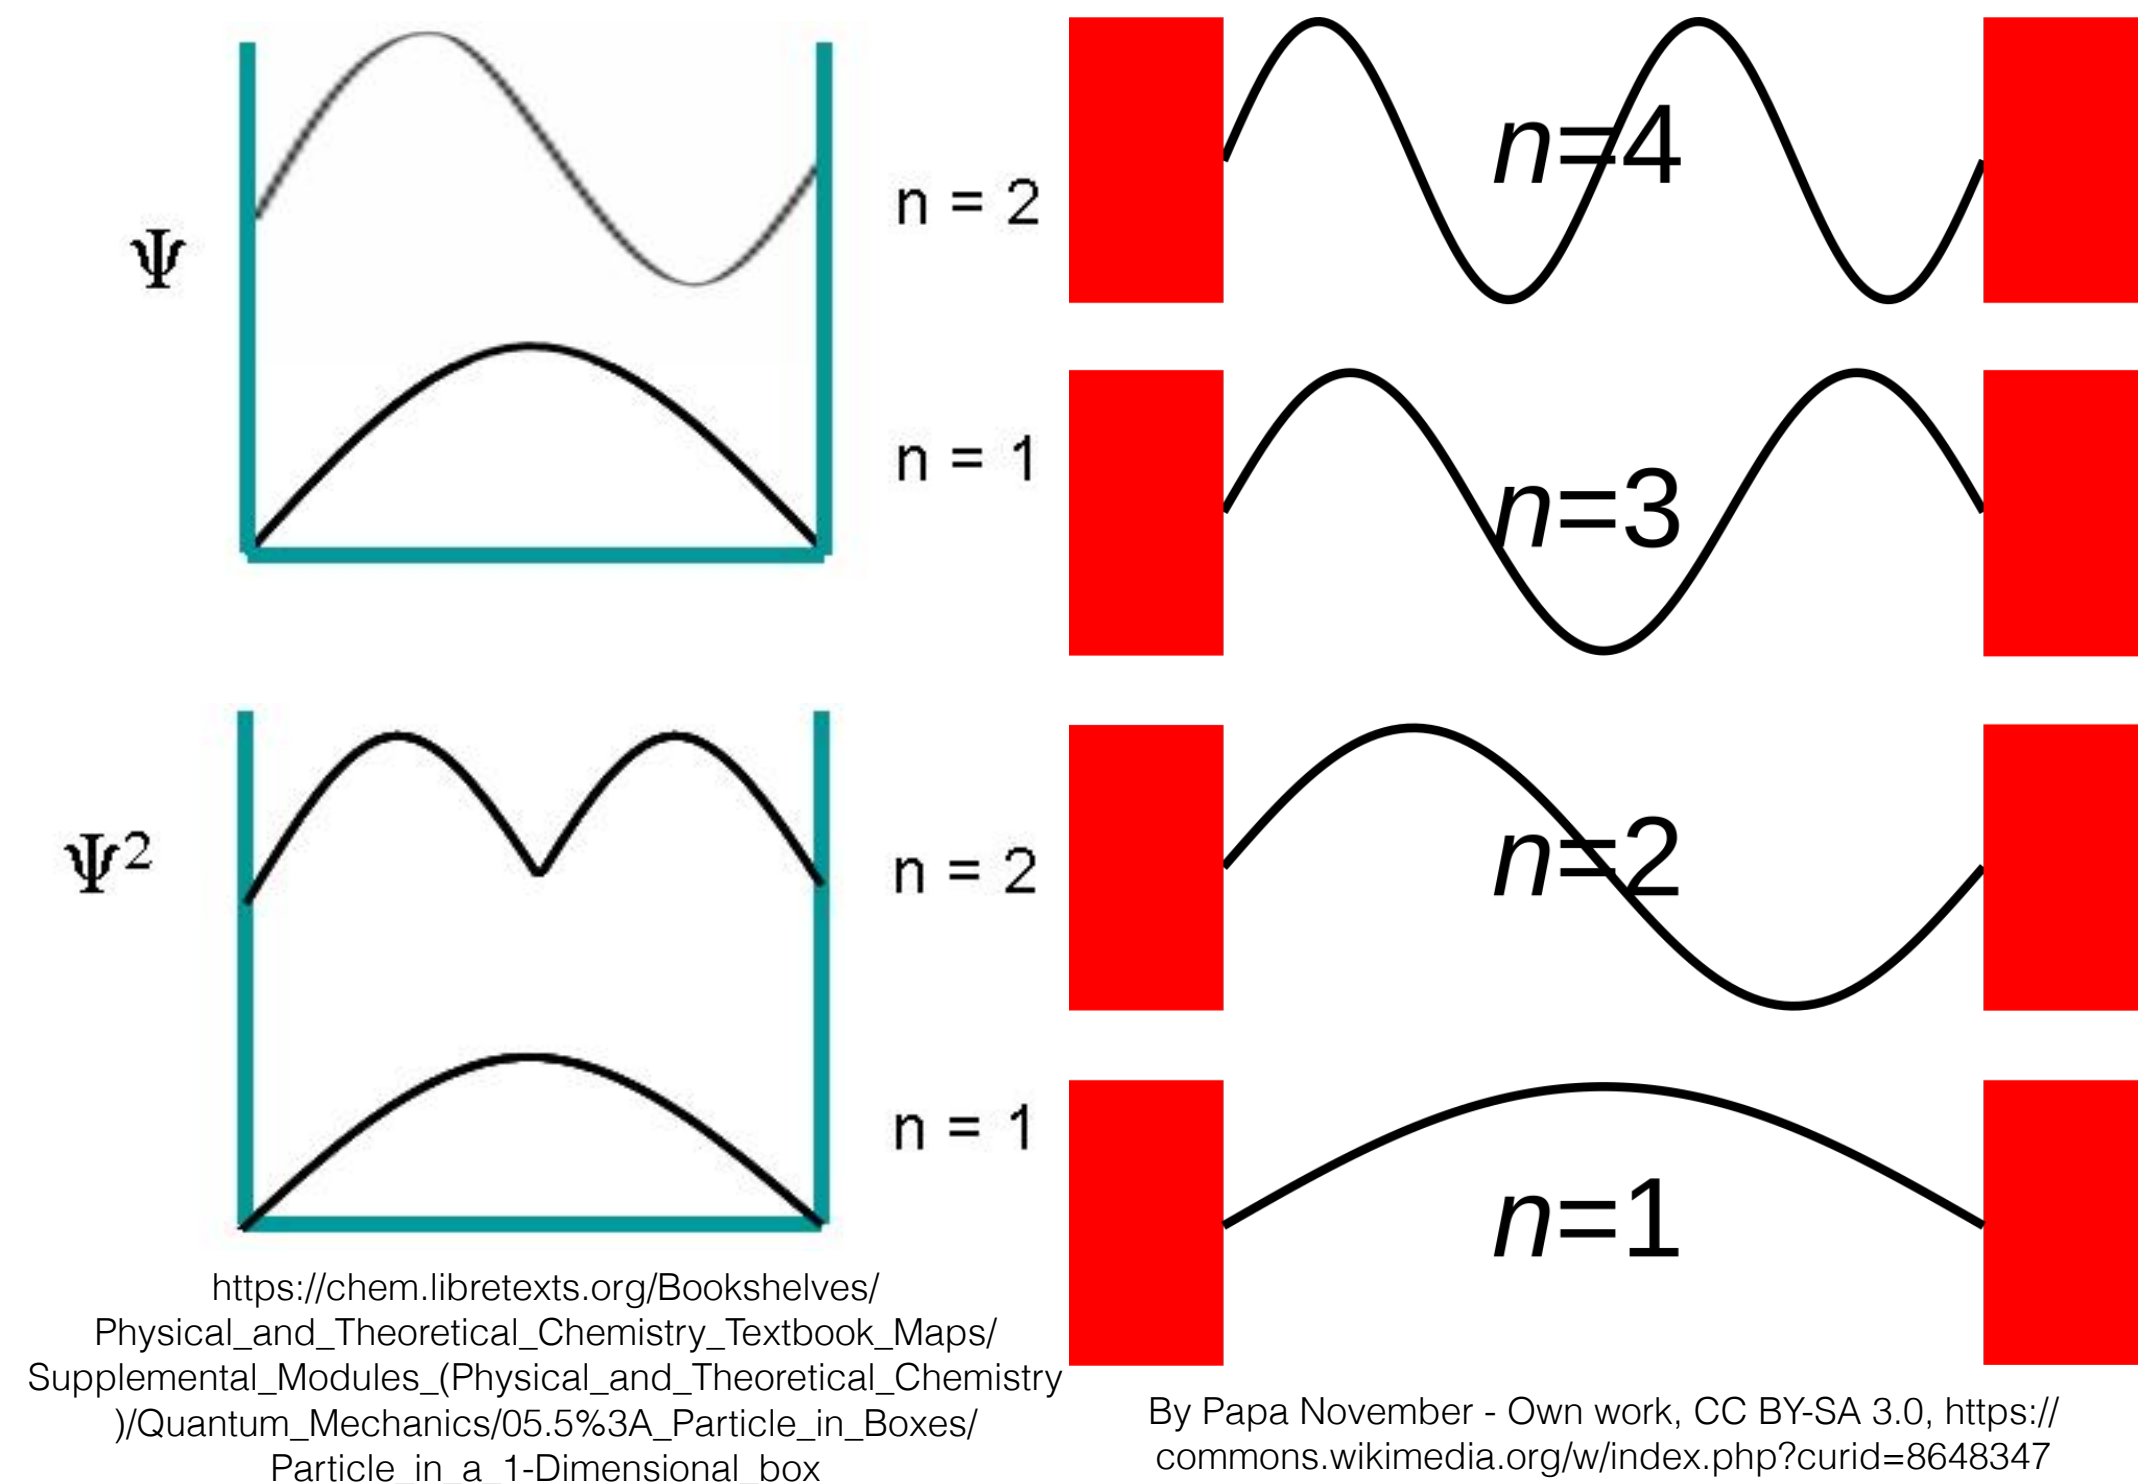 Ψ
n = 2
n = 1
Ψ²
n = 2
n = 1
https://chem.libretexts.org/Bookshelves/
Physical_and_Theoretical_Chemistry_Textbook_Maps/
Supplemental_Modules_(Physical_and_Theoretical_Chemistry
)/Quantum_Mechanics/05.5%3A_Particle_in_Boxes/
Particle_in_a_1-Dimensional_box
n=4
n=3
n=2
n=1
By Papa November - Own work, CC BY-SA 3.0, https://
commons.wikimedia.org/w/index.php?curid=8648347